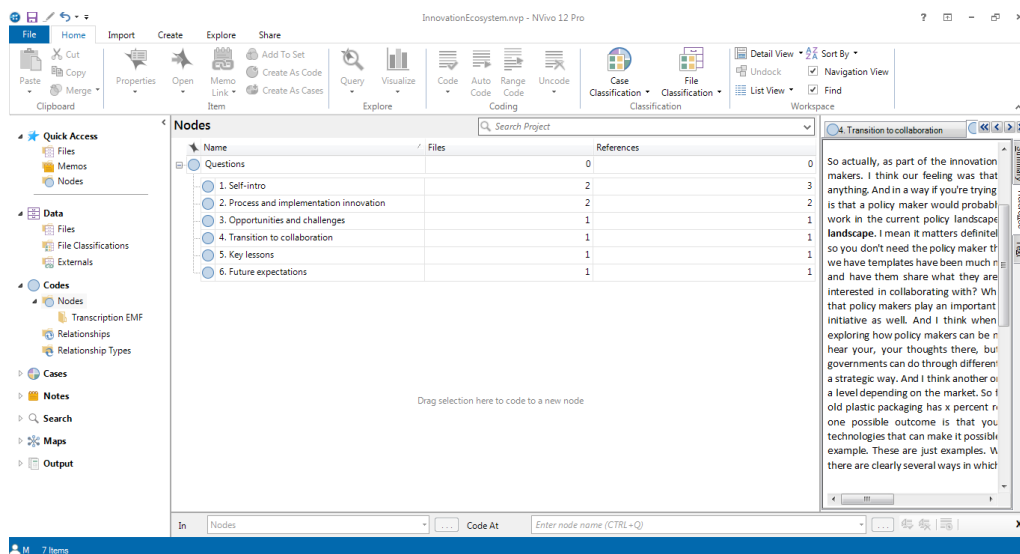 InnovationEcosystem.nvp - NVivo 12 Pro
File Home Import Create Explore Share
Paste
Cut
Copy
Merge
Clipboard
Properties
Open
Memo Link
Add To Set
Create As Code
Create As Cases
Item
Query
Visualize
Explore
Code
Auto Code
Range Code
Uncode
Coding
Case Classification
File Classification
Classification
Detail View
Undock
List View
Sort By
Navigation View
Find
Workspace
Quick Access
Files
Memos
Nodes
Data
Files
File Classifications
Externals
Codes
Nodes
Transcription EMF
Relationships
Relationship Types
Cases
Notes
Search
Maps
Output
Nodes
Search Project
Name Files References
Questions 0 0
1. Self-intro 2 3
2. Process and implementation innovation 2 2
3. Opportunities and challenges 1 1
4. Transition to collaboration 1 1
5. Key lessons 1 1
6. Future expectations 1 1
Drag selection here to code to a new node
4. Transition to collaboration
So actually, as part of the innovation
makers. I think our feeling was that
anything. And in a way if you're trying
is that a policy maker would
work in the current policy landscape
landscape. I mean it matters
so you don't need the policy maker
we have templates have been much
and have them share what they are
interested in collaborating with?
that policy makers play an important
initiative as well. And I think when
exploring how policy makers can be
hear your, your thoughts there,
governments can do through
a strategic way. And I think another
a level depending on the market. So
old plastic packaging has x percent
one possible outcome is that you
technologies that can make it possible
example. These are just examples.
there are clearly several ways in which
In Nodes ... Code At Enter node name (CTRL+Q) ...
M 7 Items